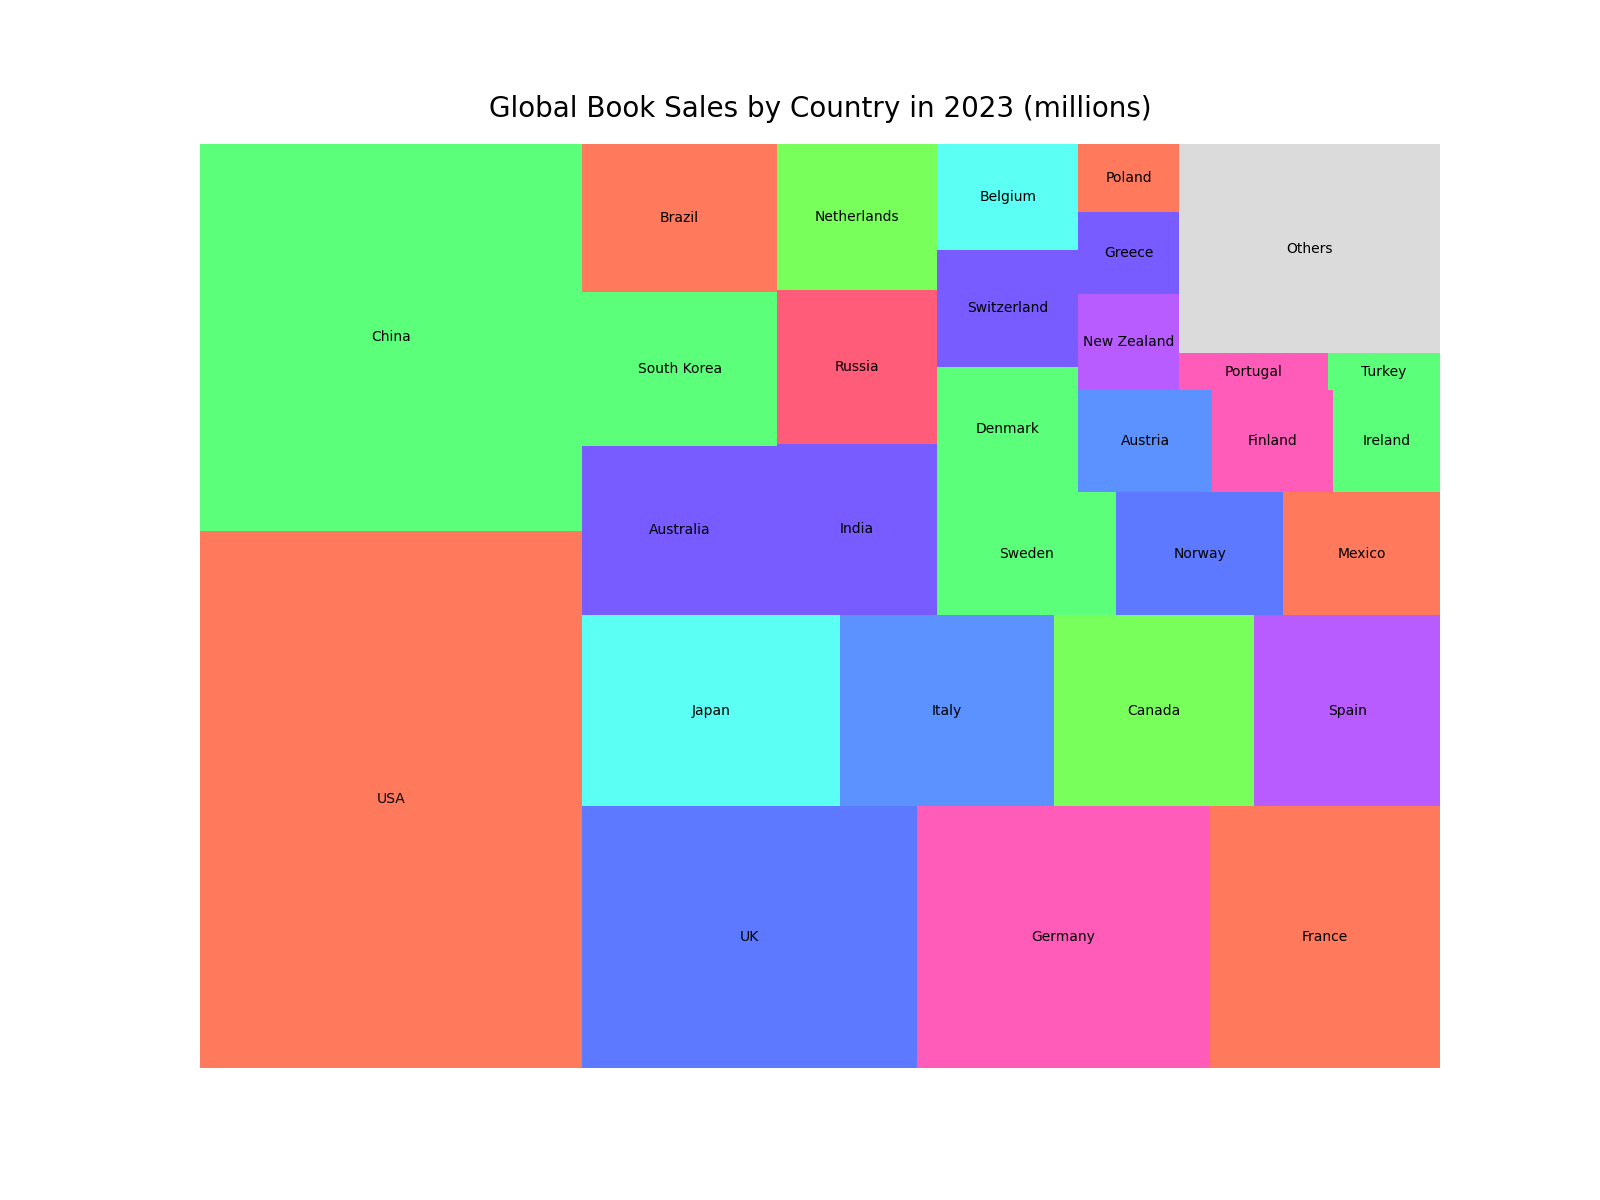 Global Book Sales by Country in 2023 (millions)
Poland
Belgium
Brazil
Netherlands
Others
Greece
Switzerland
China
New Zealand
South Korea
Russia
Portugal
Turkey
Denmark
Austria
Finland
Ireland
Australia
India
Sweden
Norway
Mexico
Japan
Italy
Canada
Spain
USA
UK
Germany
France